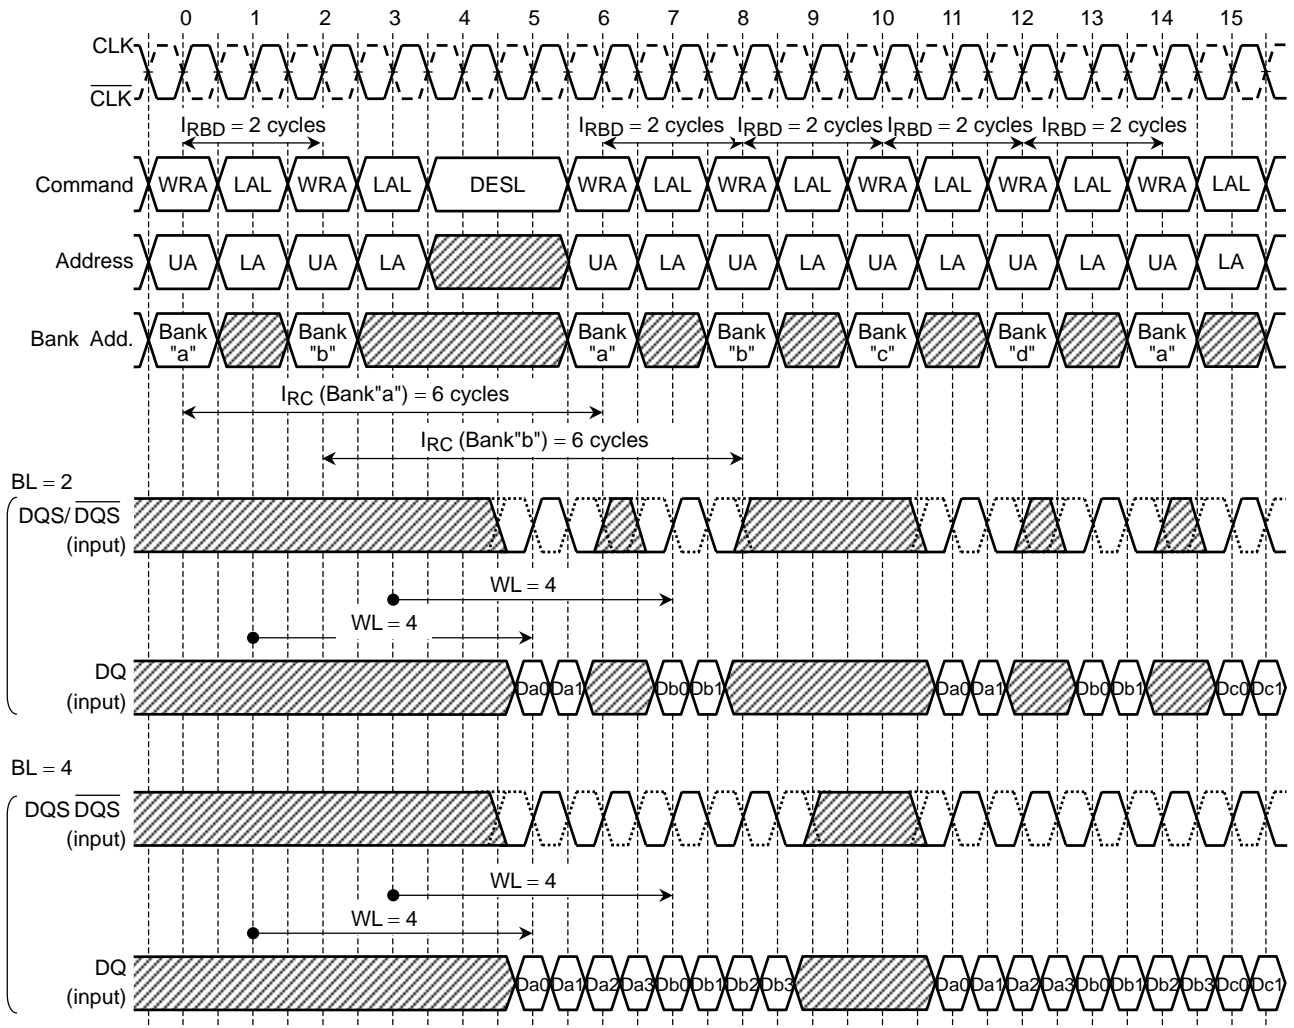 0 1 2 3 4 5 6 7 8 9 10 11 12 13 14 15
CLK
CLK
IRBD = 2 cycles IRBD = 2 cycles IRBD = 2 cycles IRBD = 2 cycles IRBD = 2 cycles
Command WRA LAL WRA LAL DESL WRA LAL WRA LAL WRA LAL WRA LAL WRA LAL
Address UA LA UA LA UA LA UA LA UA LA UA LA UA LA
Bank Add. Bank "a" Bank "b" Bank "a" Bank "b" Bank "c" Bank "d" Bank "a"
IRC (Bank"a") = 6 cycles
IRC (Bank"b") = 6 cycles
BL = 2
DQS/ DQS
(input)
WL = 4
WL = 4
DQ
(input)
Da0 Da1 Db0 Db1 Da0 Da1 Db0 Db1 Dc0 Dc1
BL = 4
DQS DQS
(input)
WL = 4
WL = 4
DQ
(input)
Da0 Da1 Da2 Da3 Db0 Db1 Db2 Db3 Da0 Da1 Da2 Da3 Db0 Db1 Db2 Db3 Dc0 Dc1